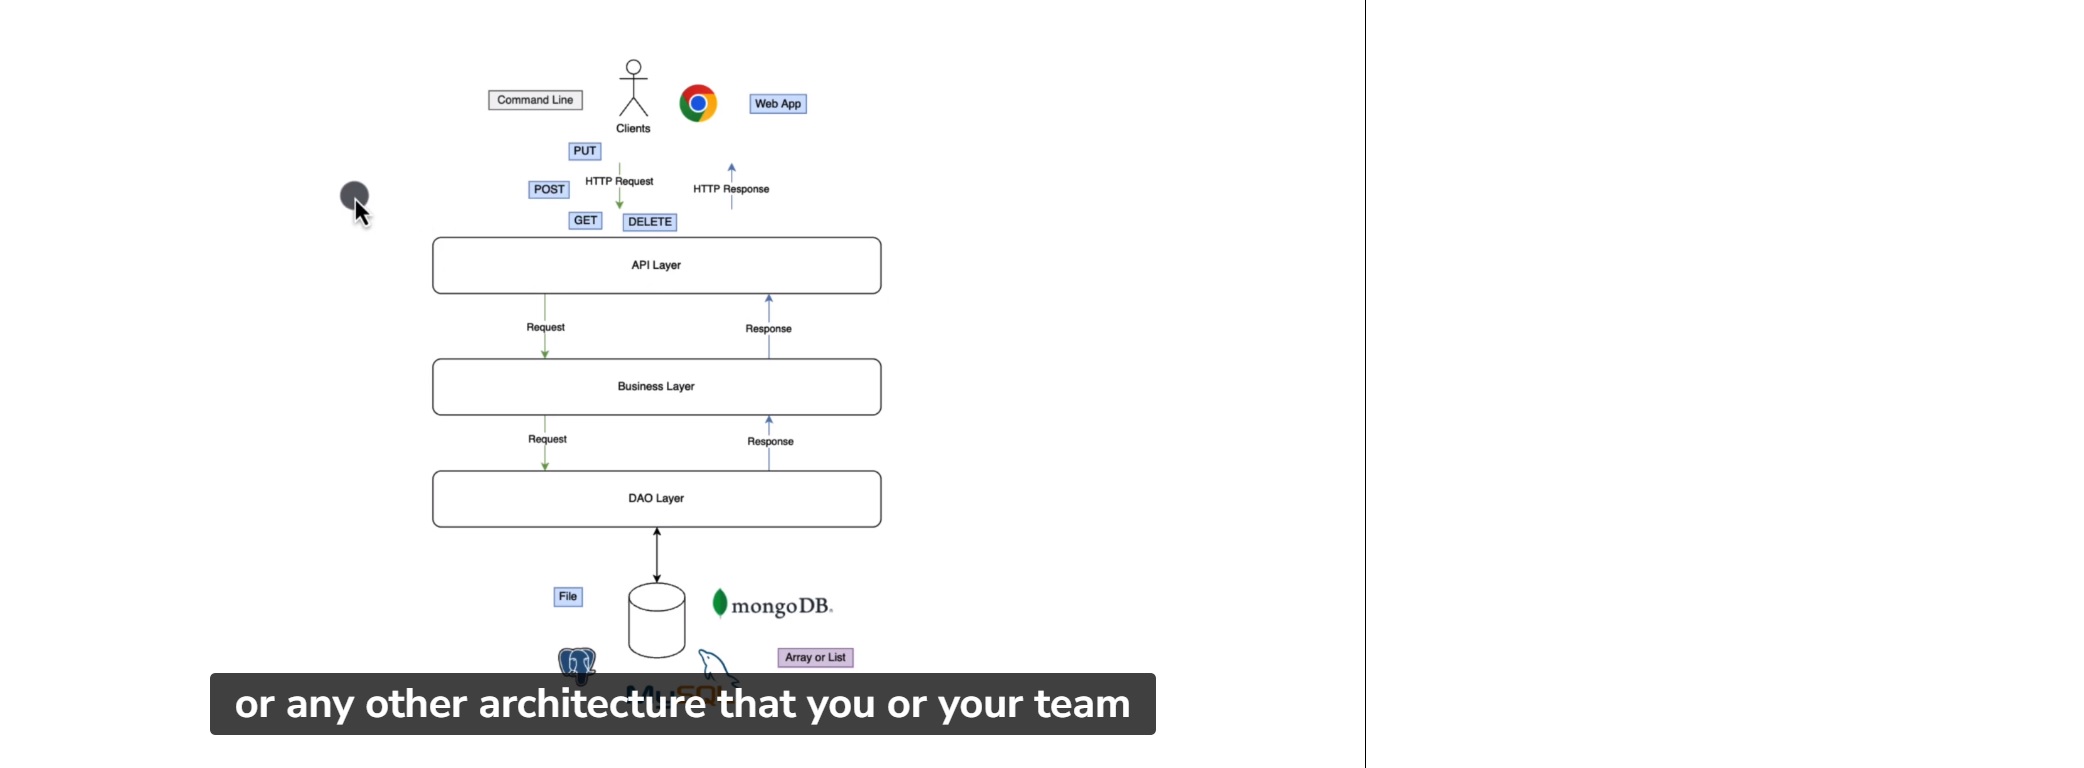 Command Line
Web App
Clients
PUT
HTTP Request
POST
HTTP Response
GET
DELETE
API Layer
Request
Response
Business Layer
Request
Response
DAO Layer
File
mongoDB.
Array or List
MySQL
or any other architecture that you or your team